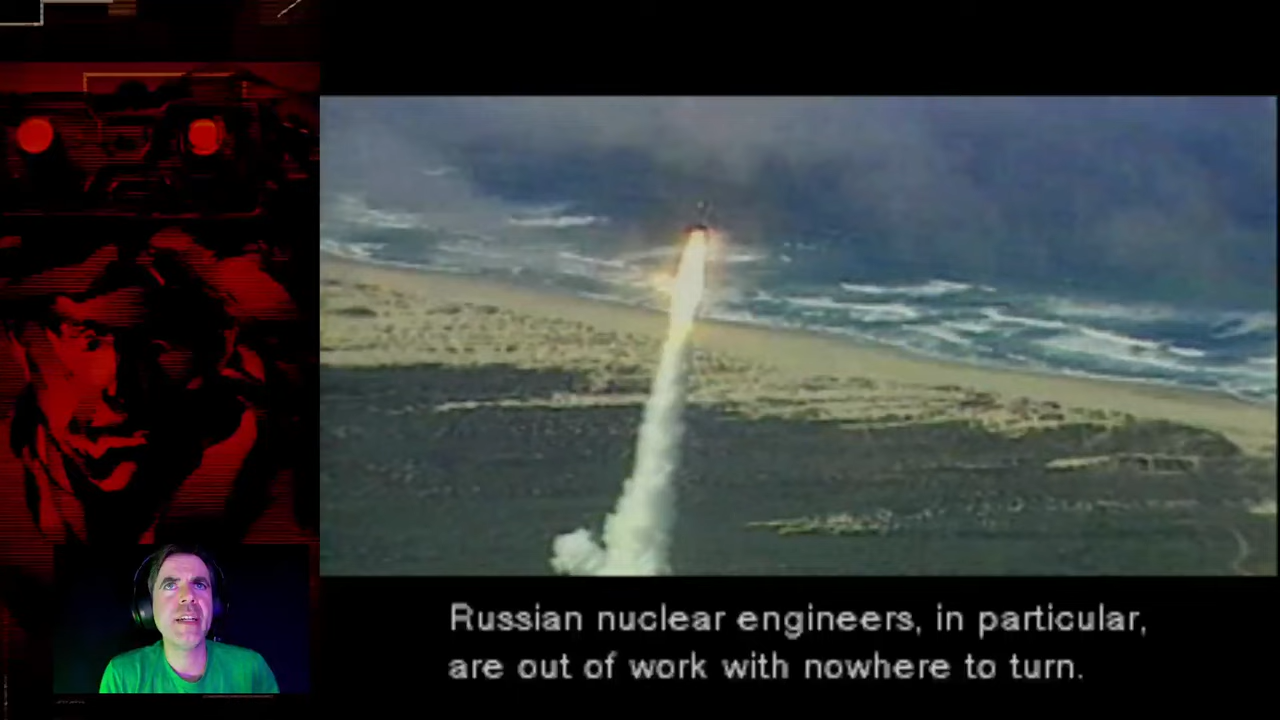 Russian nuclear engineers, in particular,
are out of work with nowhere to turn.